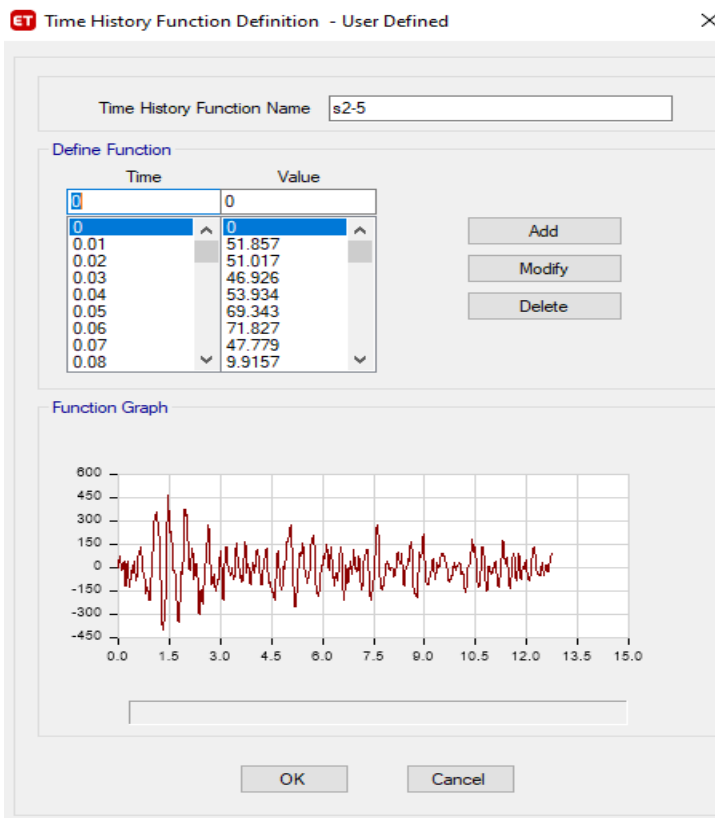 ET Time History Function Definition - User Defined
Time History Function Name s2-5
Define Function
Time Value
0 0
0 0
0.01 51.857
0.02 51.017
0.03 46.926
0.04 53.934
0.05 69.343
0.06 71.827
0.07 47.779
0.08 9.9157
Add
Modify
Delete
Function Graph
600
450
300
150
0
-150
-300
-450
0.0 1.5 3.0 4.5 6.0 7.5 9.0 10.5 12.0 13.5 15.0
OK Cancel